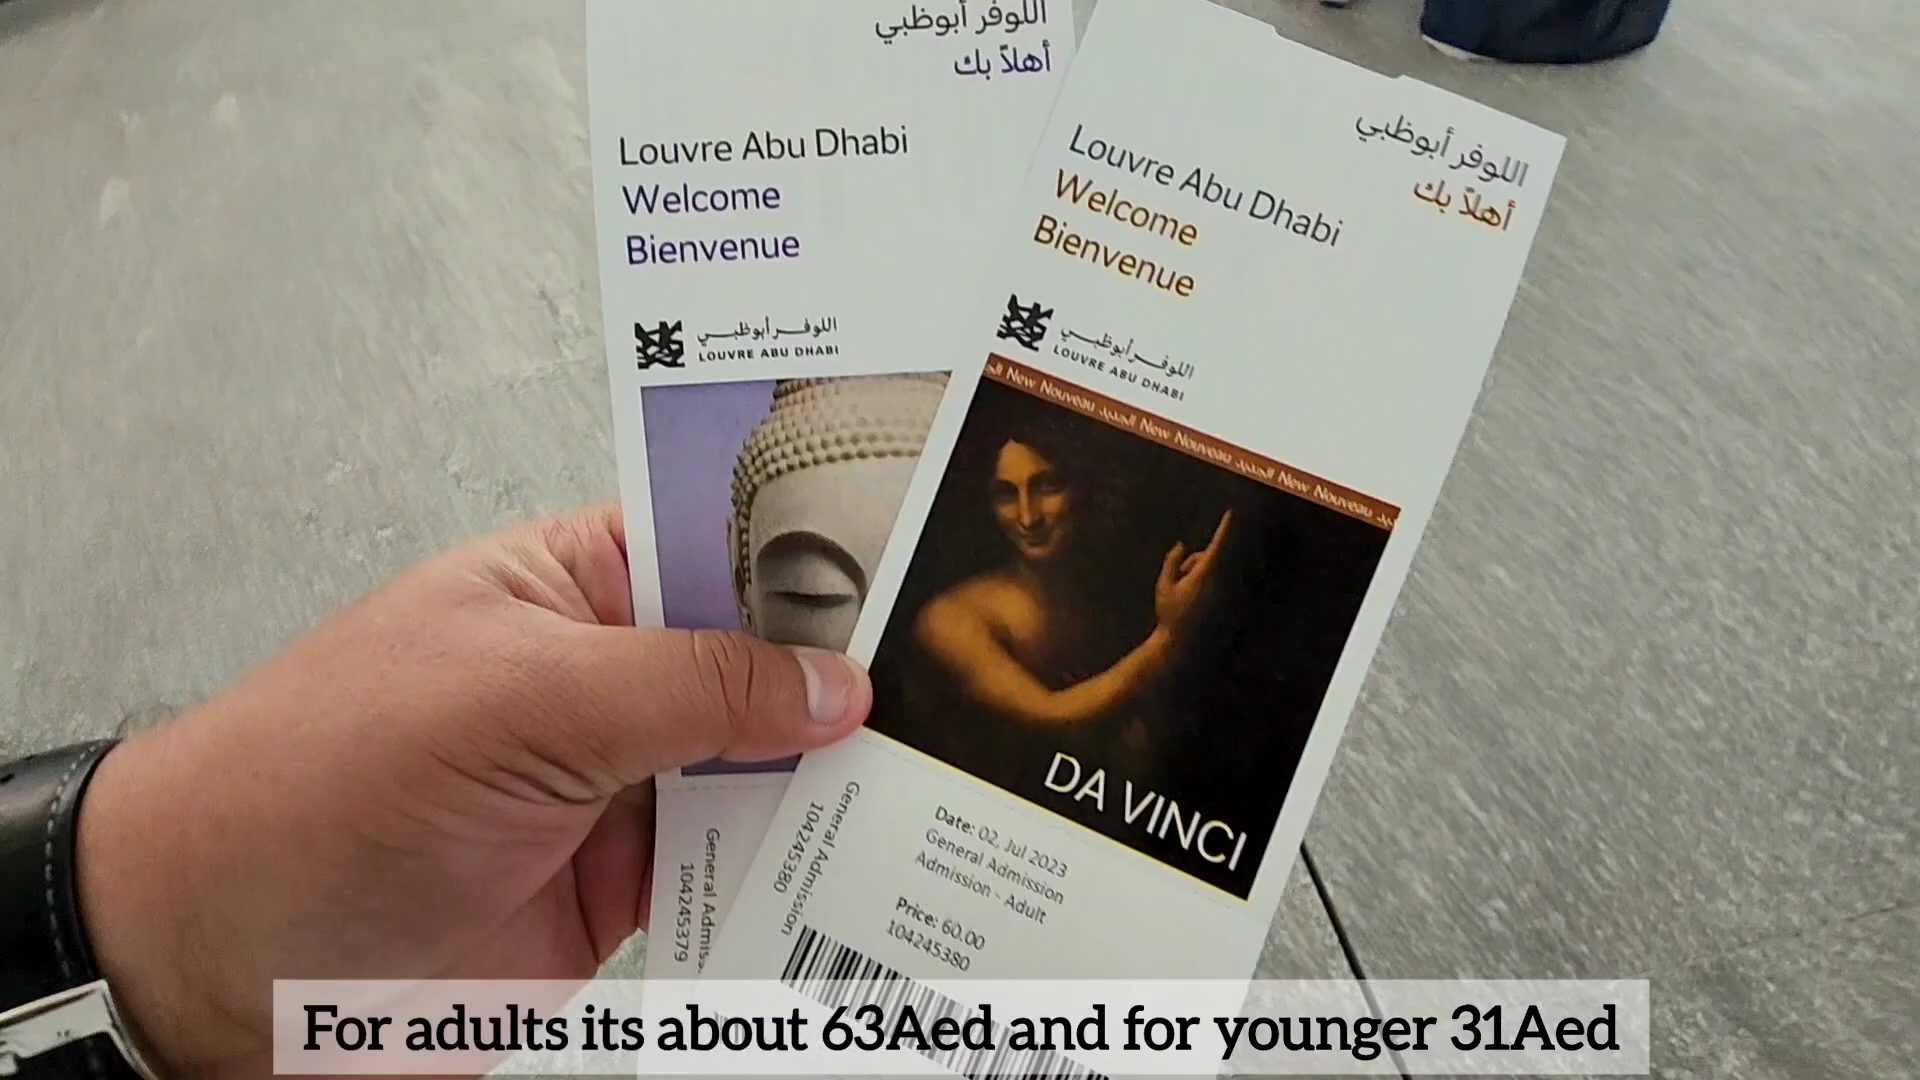 اللوفر أبوظبي
أهلاً بك
Louvre Abu Dhabi
Welcome
Bienvenue
اللوفر أبوظبي
LOUVRE ABU DHABI
General Admiss
104245379
اللوفر أبوظبي
أهلاً بك
Louvre Abu Dhabi
Welcome
Bienvenue
اللوفر أبوظبي
LOUVRE ABU DHABI
New Nouveau الجديد New Nouveau الجديد New Nouveau
DA VINCI
General Admission
104245380
Date: 02, Jul 2023
General Admission
Admission - Adult
Price: 60.00
104245380
For adults its about 63Aed and for younger 31Aed